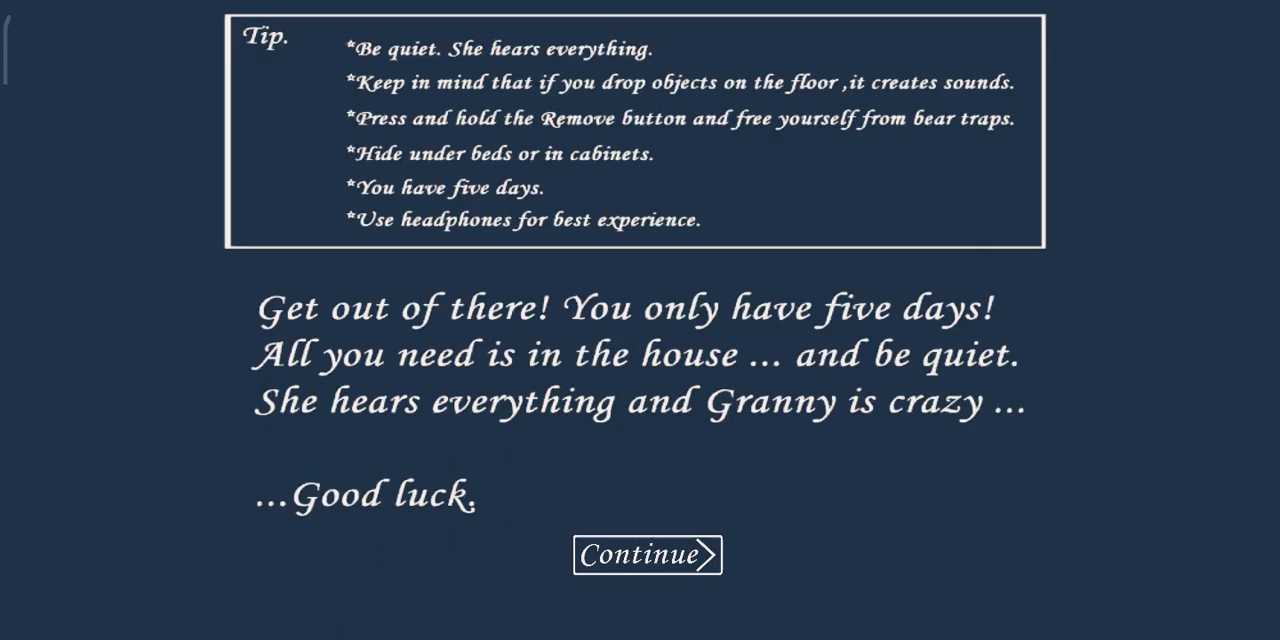 Tip.
*Be quiet. She hears everything.
*Keep in mind that if you drop objects on the floor ,it creates sounds.
*Press and hold the Remove button and free yourself from bear traps.
*Hide under beds or in cabinets.
*You have five days.
*Use headphones for best experience.
Get out of there! You only have five days!
All you need is in the house ... and be quiet.
She hears everything and Granny is crazy ...
...Good luck.
Continue>